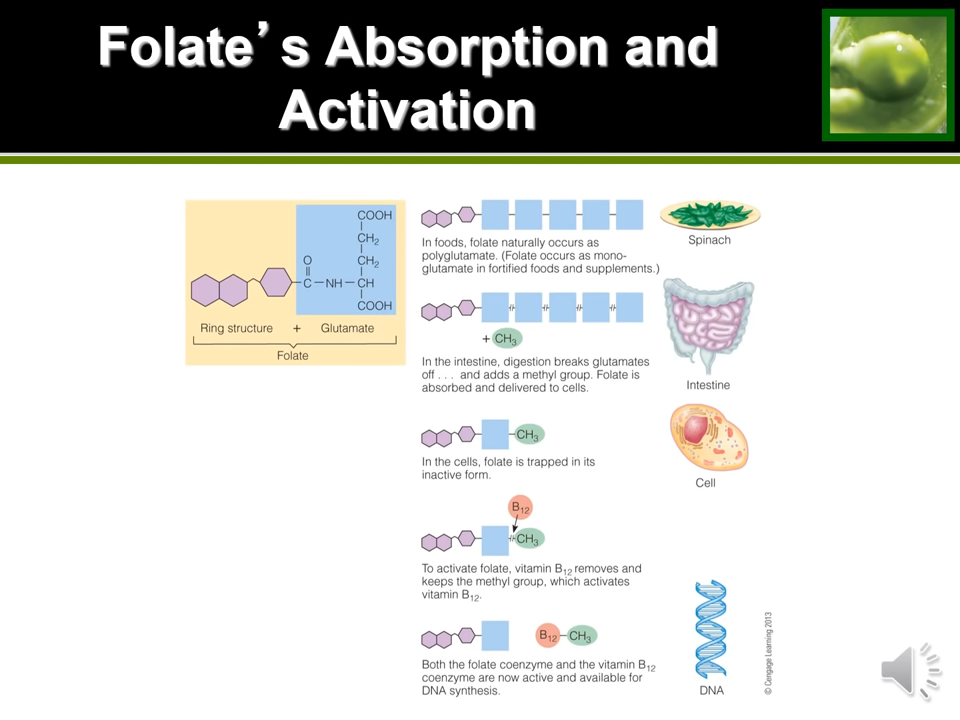 Folate’s Absorption and
Activation
COOH
CH2
O
CH2
C–NH–CH
COOH
Ring structure + Glutamate
Folate
In foods, folate naturally occurs as
polyglutamate. (Folate occurs as mono-
glutamate in fortified foods and supplements.)
Spinach
+ CH3
In the intestine, digestion breaks glutamates
off . . . and adds a methyl group. Folate is
absorbed and delivered to cells.
Intestine
CH3
In the cells, folate is trapped in its
inactive form.
Cell
B12
CH3
To activate folate, vitamin B12 removes and
keeps the methyl group, which activates
vitamin B12.
B12–CH3
Both the folate coenzyme and the vitamin B12
coenzyme are now active and available for
DNA synthesis.
DNA
© Cengage Learning 2013